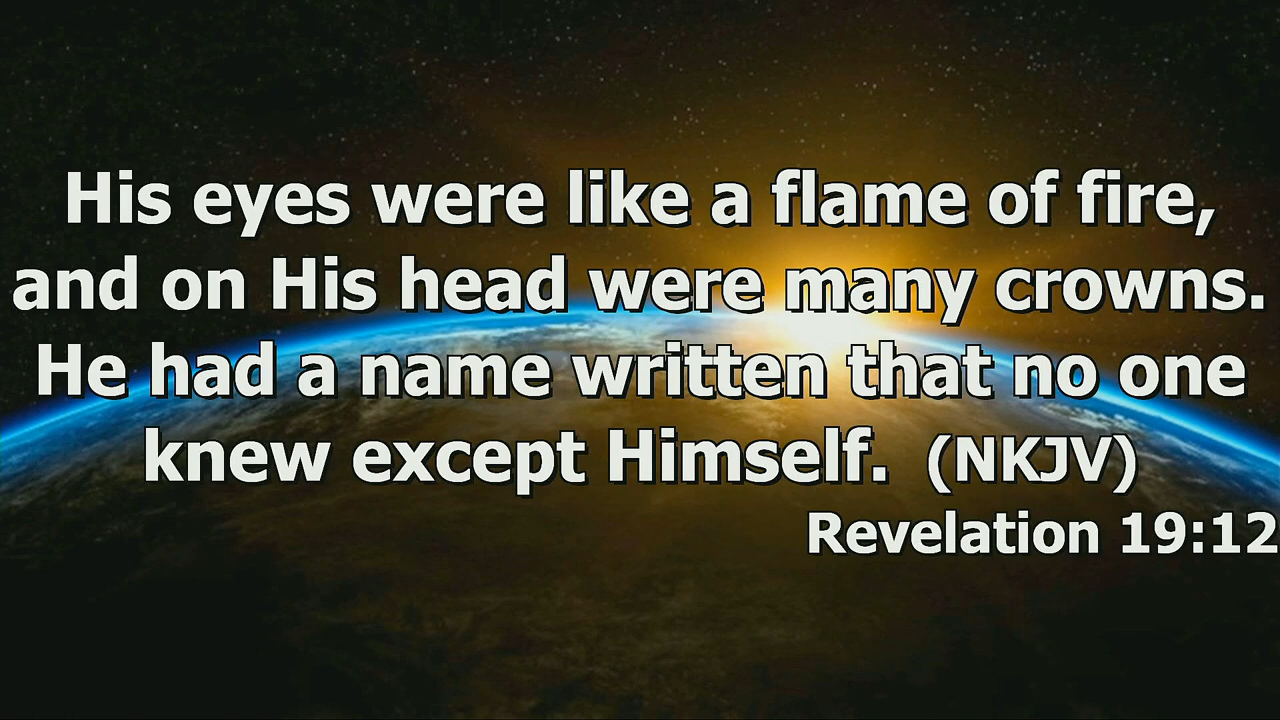 His eyes were like a flame of fire,
and on His head were many crowns.
He had a name written that no one
knew except Himself. (NKJV)
Revelation 19:12